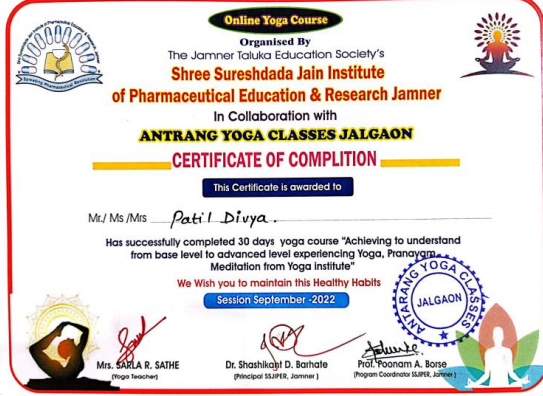 Online Yoga Course
Organised By
The Jamner Taluka Education Society's
Shree Sureshdada Jain Institute
of Pharmaceutical Education & Research Jamner
In Collaboration with
ANTRANG YOGA CLASSES JALGAON
CERTIFICATE OF COMPLITION
This Certificate is awarded to
Mr./ Ms /Mrs Patil Divya.
Has successfully completed 30 days yoga course "Achieving to understand
from base level to advanced level experiencing Yoga, Pranayam,
Meditation from Yoga institute"
We Wish you to maintain this Healthy Habits
Session September -2022
ANTARANG YOGA CLASSES
JALGAON
Mrs. SARLA R. SATHE
(Yoga Teacher)
Dr. Shashikant D. Barhate
(Principal SSJIPER, Jamner )
Prof. Poonam A. Borse
(Program Coordinator SSJIPER, Jamner )